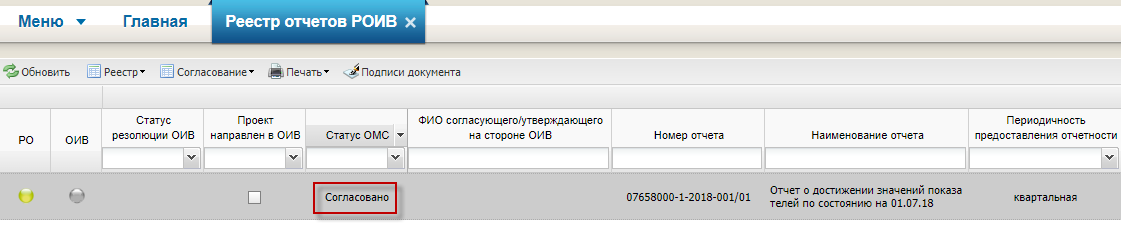 Меню Главная Реестр отчетов РОИВ ×
Обновить Реестр Согласование Печать Подписи документа
РО
ОИВ
Статус
резолюции ОИВ
Проект
направлен в ОИВ
Статус ОМС
ФИО согласующего/утверждающего
на стороне ОИВ
Номер отчета
Наименование отчета
Периодичность
предоставления отчетности
Согласовано
07658000-1-2018-001/01
Отчет о достижении значений показа
телей по состоянию на 01.07.18
квартальная